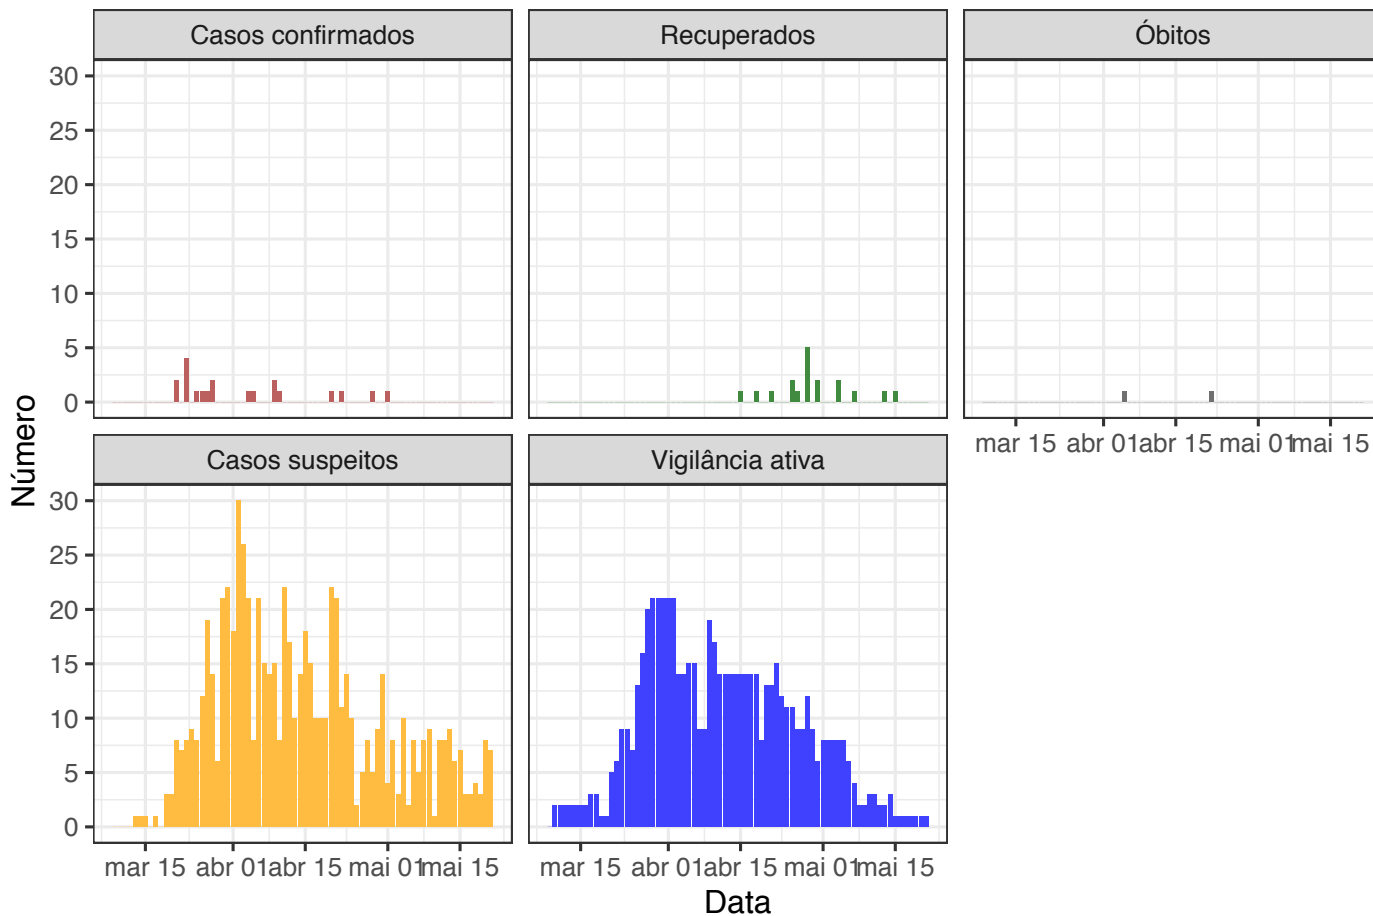 Casos confirmados
Recuperados
Óbitos
30
25
20
15
10
5
0
mar 15 abr 01 abr 15 mai 01 mai 15
Casos suspeitos
Vigilância ativa
30
25
20
15
10
5
0
mar 15 abr 01 abr 15 mai 01 mai 15
mar 15 abr 01 abr 15 mai 01 mai 15
Número
Data